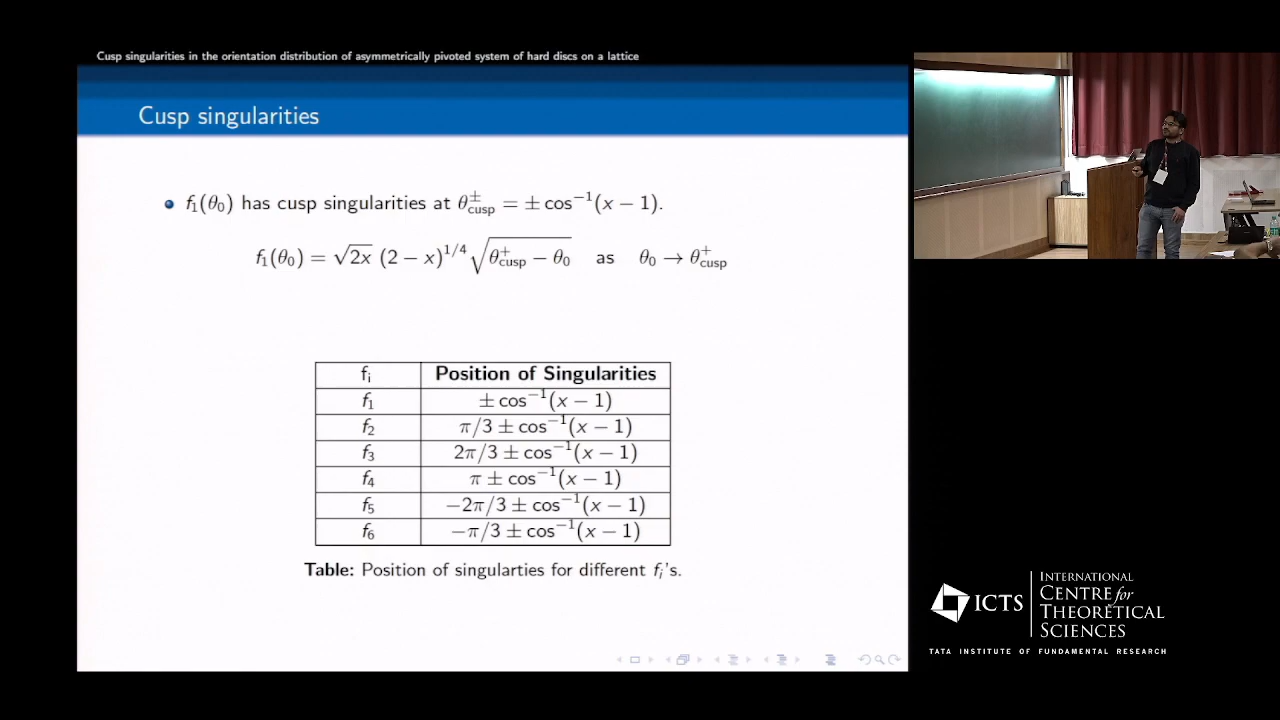 Cusp singularities in the orientation distribution of asymmetrically pivoted system of hard discs on a lattice
Cusp singularities
f₁(θ₀) has cusp singularities at θ±cusp = ± cos⁻¹(x − 1).
f₁(θ₀) = √2x (2 − x)^1/4 √θ⁺cusp − θ₀ as θ₀ → θ⁺cusp
fᵢ Position of Singularities
f₁ ± cos⁻¹(x − 1)
f₂ π/3 ± cos⁻¹(x − 1)
f₃ 2π/3 ± cos⁻¹(x − 1)
f₄ π ± cos⁻¹(x − 1)
f₅ −2π/3 ± cos⁻¹(x − 1)
f₆ −π/3 ± cos⁻¹(x − 1)
Table: Position of singularties for different fᵢ's.
ICTS
INTERNATIONAL
CENTRE for
THEORETICAL
SCIENCES
TATA INSTITUTE OF FUNDAMENTAL RESEARCH